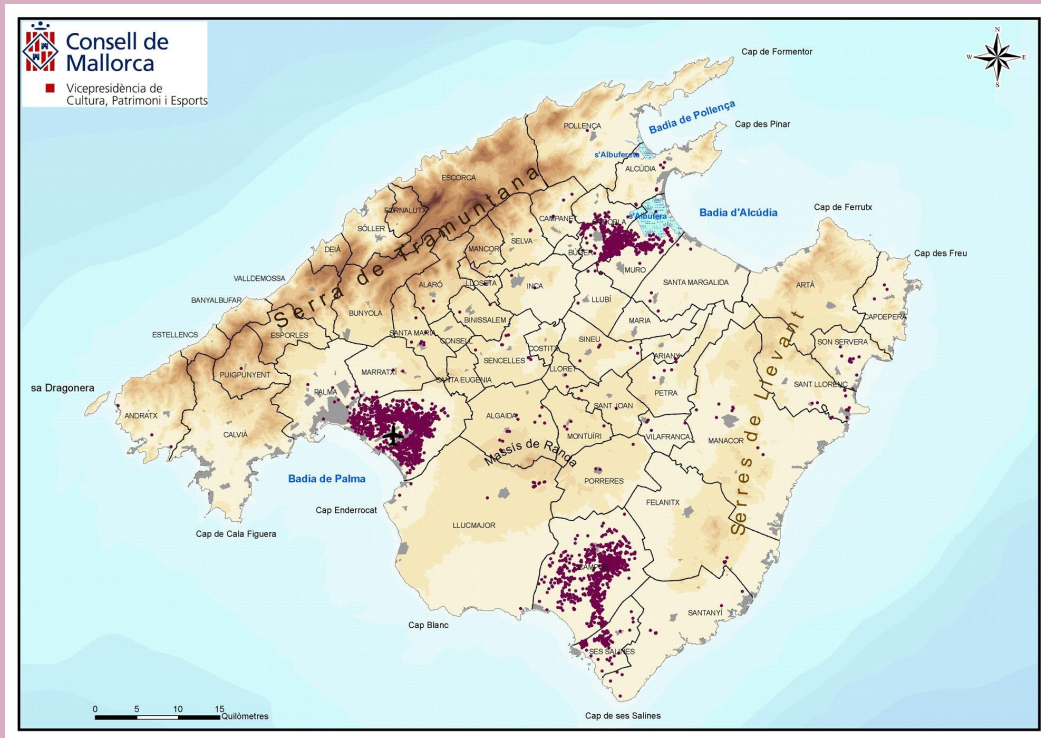 Consell de
Mallorca
Vicepresidència de
Cultura, Patrimoni i Esports
N
W
E
S
Cap de Formentor
Badia de Pollença
Cap des Pinar
POLLENÇA
s'Albufereta
ALCÚDIA
ESCORCA
Badia d'Alcúdia
Cap de Ferrutx
s'Albufera
FORNALUTX
SÓLLER
CAMPANET
SELVA
MANCOR
BÚGER
DEIÀ
Cap des Freu
Serra de Tramuntana
MURO
VALLDEMOSSA
ALARÓ
LLOSETA
INCA
SANTA MARGALIDA
ARTÀ
LLUBÍ
BANYALBUFAR
BUNYOLA
BINISSALEM
MARIA
CAPDEPERA
ESTELLENCS
ESPORLES
SANTA MARIA
CONSELL
COSTITX
SINEU
SON SERVERA
SENCELLES
ARIANY
LLORET
PUIGPUNYENT
MARRATXÍ
SANTA EUGENIA
SANT LLORENÇ
sa Dragonera
PALMA
PETRA
SANT JOAN
ANDRATX
ALGAIDA
CALVIÀ
MONTUÏRI
VILAFRANCA
MANACOR
Massis de Randa
Serres de Llevant
Badia de Palma
PORRERES
FELANITX
Cap Enderrocat
LLUCMAJOR
Cap de Cala Figuera
SANTANYÍ
Cap Blanc
SES SALINES
0 5 10 15
Quilòmetres
Cap de ses Salines